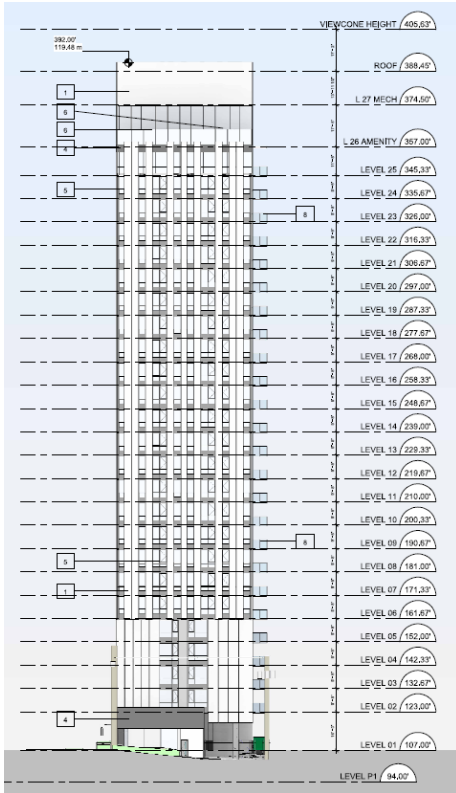 VIEWCONE HEIGHT 405,63'
392.00'
119,48 m
ROOF 388,45'
1
L 27 MECH 374,50'
6
6
L 26 AMENITY 357,00'
4
LEVEL 25 345,33'
5
LEVEL 24 335,67'
8
LEVEL 23 326,00'
LEVEL 22 316,33'
LEVEL 21 306,67'
LEVEL 20 297,00'
LEVEL 19 287,33'
LEVEL 18 277,67'
LEVEL 17 268,00'
LEVEL 16 258,33'
LEVEL 15 248,67'
LEVEL 14 239,00'
LEVEL 13 229,33'
LEVEL 12 219,67'
LEVEL 11 210,00'
LEVEL 10 200,33'
8
LEVEL 09 190,67'
5
LEVEL 08 181,00'
1
LEVEL 07 171,33'
LEVEL 06 161,67'
LEVEL 05 152,00'
LEVEL 04 142,33'
LEVEL 03 132,67'
LEVEL 02 123,00'
4
LEVEL 01 107,00'
LEVEL P1 94,00'